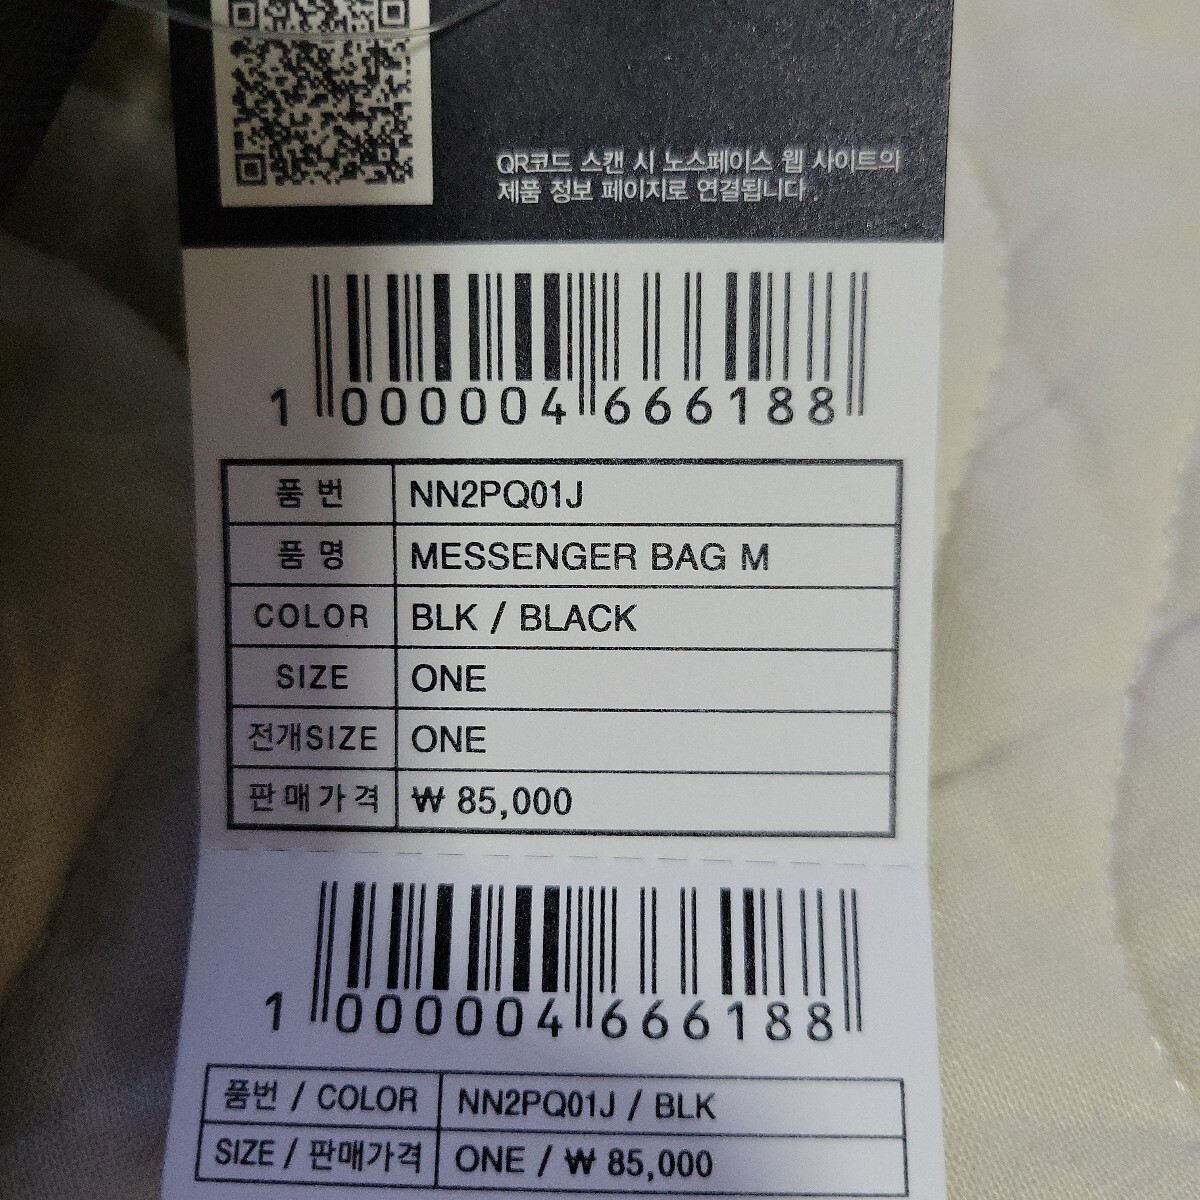 QR코드 스캔 시 노스페이스 웹 사이트의
제품 정보 페이지로 연결됩니다.
1 000004 666188
품번 NN2PQ01J
품명 MESSENGER BAG M
COLOR BLK / BLACK
SIZE ONE
전개SIZE ONE
판매가격 ₩ 85,000
1 000004 666188
품번 / COLOR NN2PQ01J / BLK
SIZE / 판매가격 ONE / ₩ 85,000